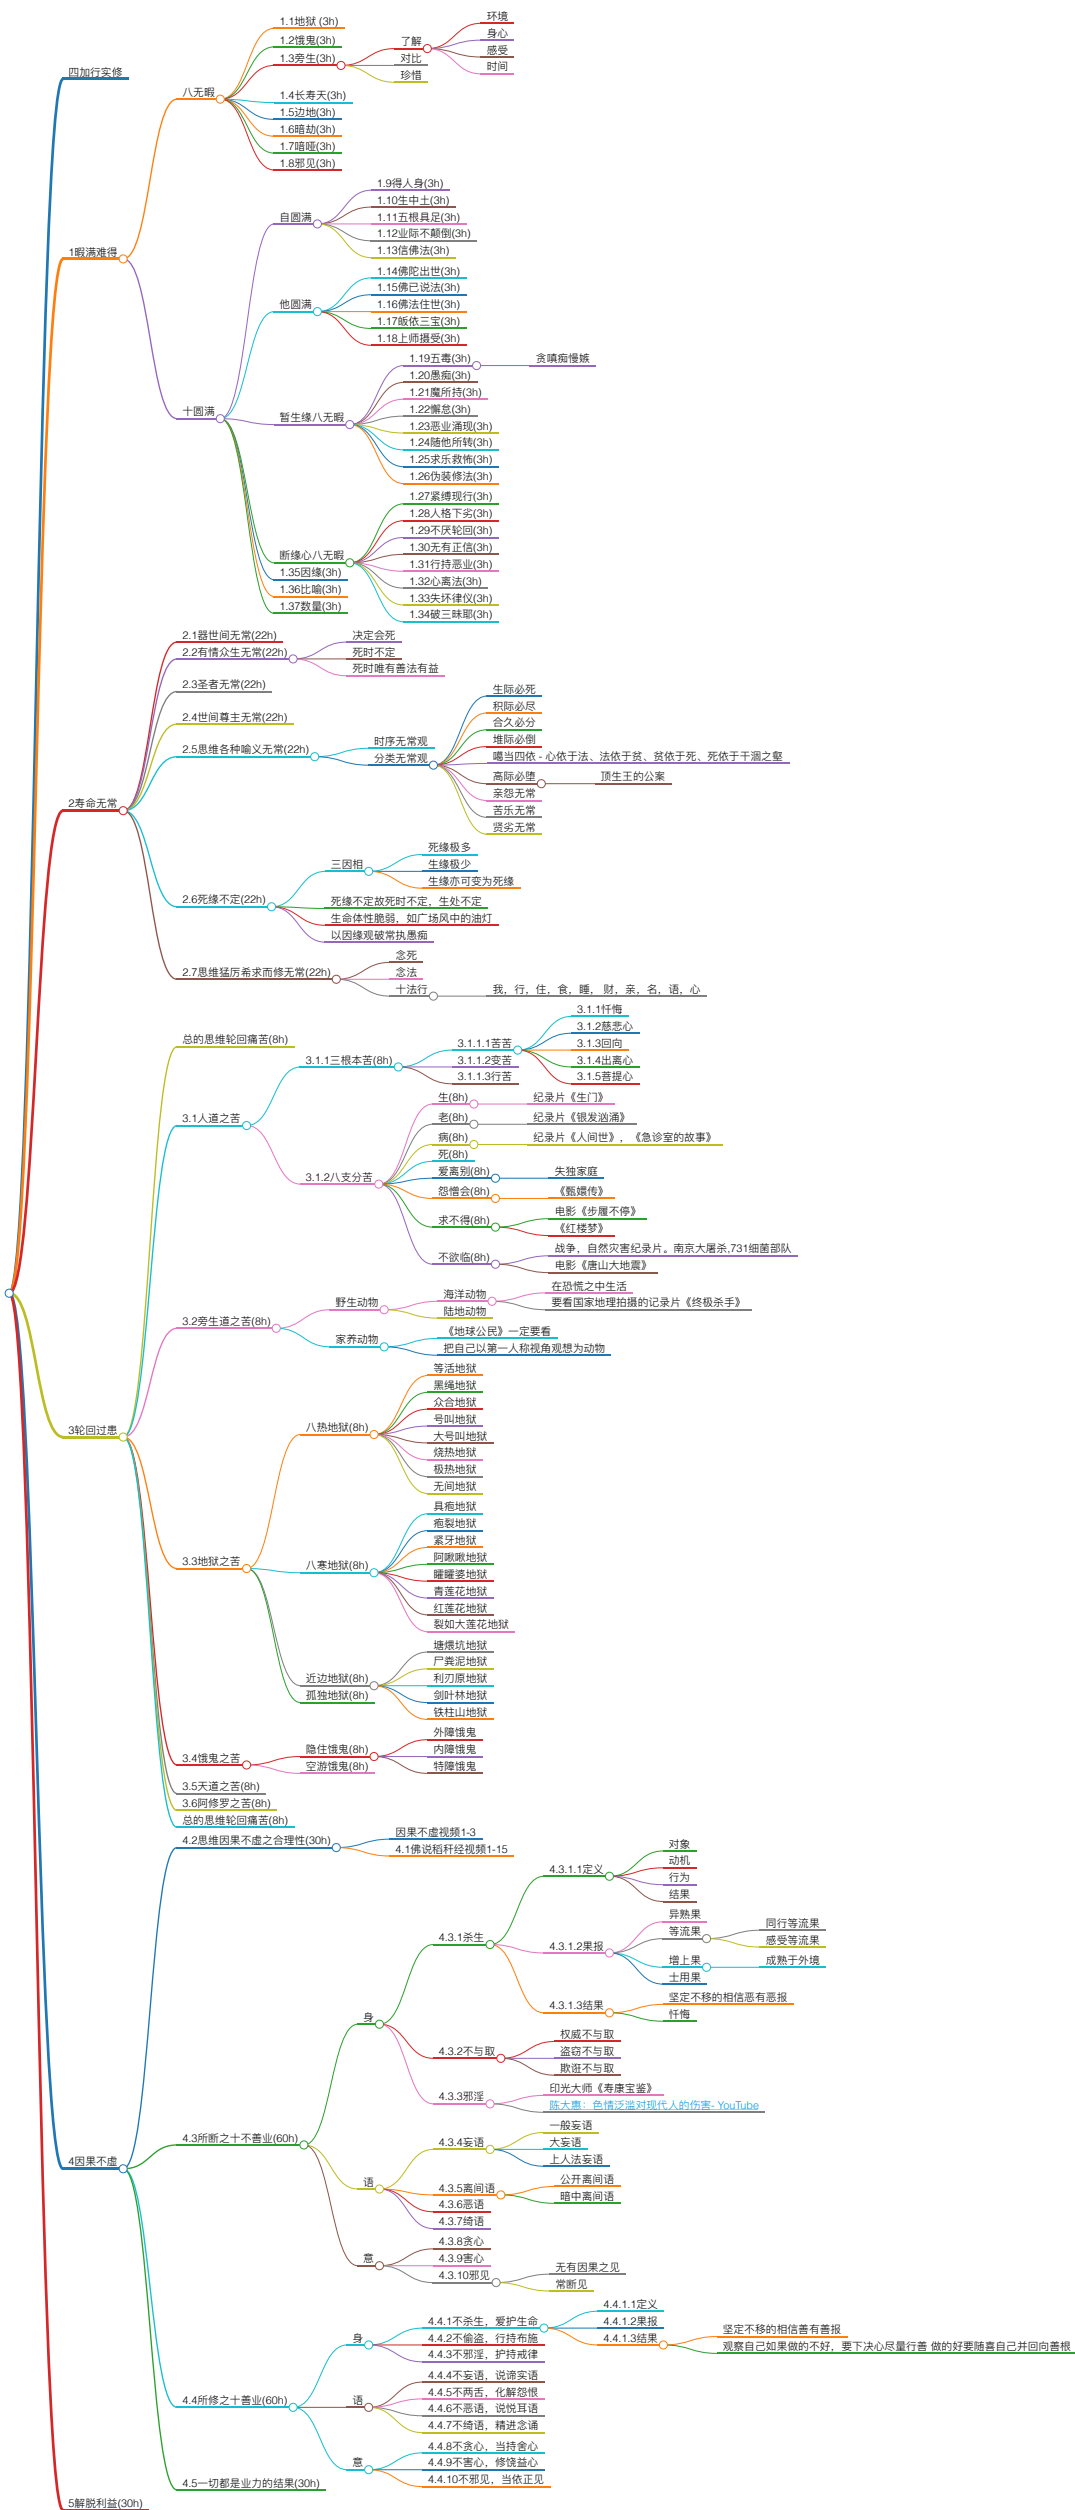 四加行实修
1暇满难得
八无暇
1.1地狱 (3h)
1.2饿鬼(3h)
1.3旁生(3h)
了解
环境
身心
感受
时间
对比
珍惜
1.4长寿天(3h)
1.5边地(3h)
1.6暗劫(3h)
1.7喑哑(3h)
1.8邪见(3h)
十圆满
自圆满
1.9得人身(3h)
1.10生中土(3h)
1.11五根具足(3h)
1.12业际不颠倒(3h)
1.13信佛法(3h)
他圆满
1.14佛陀出世(3h)
1.15佛已说法(3h)
1.16佛法住世(3h)
1.17皈依三宝(3h)
1.18上师摄受(3h)
暂生缘八无暇
1.19五毒(3h)
贪嗔痴慢嫉
1.20愚痴(3h)
1.21魔所持(3h)
1.22懈怠(3h)
1.23恶业涌现(3h)
1.24随他所转(3h)
1.25求乐救怖(3h)
1.26伪装修法(3h)
断缘心八无暇
1.27紧缚现行(3h)
1.28人格下劣(3h)
1.29不厌轮回(3h)
1.30无有正信(3h)
1.31行持恶业(3h)
1.32心离法(3h)
1.33失坏律仪(3h)
1.34破三昧耶(3h)
1.35因缘(3h)
1.36比喻(3h)
1.37数量(3h)
2寿命无常
2.1器世间无常(22h)
2.2有情众生无常(22h)
决定会死
死时不定
死时唯有善法有益
2.3圣者无常(22h)
2.4世间尊主无常(22h)
2.5思维各种喻义无常(22h)
时序无常观
分类无常观
生际必死
积际必尽
合久必分
堆际必倒
噶当四依 - 心依于法、法依于贫、贫依于死、死依于干涸之壑
高际必堕
顶生王的公案
亲怨无常
苦乐无常
贤劣无常
2.6死缘不定(22h)
三因相
死缘极多
生缘极少
生缘亦可变为死缘
死缘不定故死时不定，生处不定
生命体性脆弱，如广场风中的油灯
以因缘观破常执愚痴
2.7思维猛厉希求而修无常(22h)
念死
念法
十法行
我，行，住，食，睡， 财，亲，名，语，心
3轮回过患
总的思维轮回痛苦(8h)
3.1人道之苦
3.1.1三根本苦(8h)
3.1.1.1苦苦
3.1.1忏悔
3.1.2慈悲心
3.1.3回向
3.1.4出离心
3.1.5菩提心
3.1.1.2变苦
3.1.1.3行苦
3.1.2八支分苦
生(8h)
纪录片《生门》
老(8h)
纪录片《银发汹涌》
病(8h)
纪录片《人间世》，《急诊室的故事》
死(8h)
爱离别(8h)
失独家庭
怨憎会(8h)
《甄嬛传》
求不得(8h)
电影《步履不停》
《红楼梦》
不欲临(8h)
战争，自然灾害纪录片。南京大屠杀,731细菌部队
电影《唐山大地震》
3.2旁生道之苦(8h)
野生动物
海洋动物
在恐慌之中生活
要看国家地理拍摄的记录片《终极杀手》
陆地动物
家养动物
《地球公民》一定要看
把自己以第一人称视角观想为动物
3.3地狱之苦
八热地狱(8h)
等活地狱
黑绳地狱
众合地狱
号叫地狱
大号叫地狱
烧热地狱
极热地狱
无间地狱
八寒地狱(8h)
具疱地狱
疱裂地狱
紧牙地狱
阿啾啾地狱
矐矐婆地狱
青莲花地狱
红莲花地狱
裂如大莲花地狱
近边地狱(8h)
塘煨坑地狱
尸粪泥地狱
利刃原地狱
剑叶林地狱
铁柱山地狱
孤独地狱(8h)
3.4饿鬼之苦
隐住饿鬼(8h)
外障饿鬼
内障饿鬼
特障饿鬼
空游饿鬼(8h)
3.5天道之苦(8h)
3.6阿修罗之苦(8h)
总的思维轮回痛苦(8h)
4因果不虚
4.2思维因果不虚之合理性(30h)
因果不虚视频1-3
4.1佛说稻秆经视频1-15
4.3所断之十不善业(60h)
身
4.3.1杀生
4.3.1.1定义
对象
动机
行为
结果
4.3.1.2果报
异熟果
等流果
同行等流果
感受等流果
增上果
成熟于外境
士用果
4.3.1.3结果
坚定不移的相信恶有恶报
忏悔
4.3.2不与取
权威不与取
盗窃不与取
欺诳不与取
4.3.3邪淫
印光大师《寿康宝鉴》
陈大惠：色情泛滥对现代人的伤害- YouTube
语
4.3.4妄语
一般妄语
大妄语
上人法妄语
4.3.5离间语
公开离间语
暗中离间语
4.3.6恶语
4.3.7绮语
意
4.3.8贪心
4.3.9害心
4.3.10邪见
无有因果之见
常断见
4.4所修之十善业(60h)
身
4.4.1不杀生，爱护生命
4.4.1.1定义
4.4.1.2果报
4.4.1.3结果
坚定不移的相信善有善报
观察自己如果做的不好，要下决心尽量行善 做的好要随喜自己并回向善根
4.4.2不偷盗，行持布施
4.4.3不邪淫，护持戒律
语
4.4.4不妄语，说谛实语
4.4.5不两舌，化解怨恨
4.4.6不恶语，说悦耳语
4.4.7不绮语，精进念诵
意
4.4.8不贪心，当持舍心
4.4.9不害心，修饶益心
4.4.10不邪见，当依正见
4.5一切都是业力的结果(30h)
5解脱利益(30h)